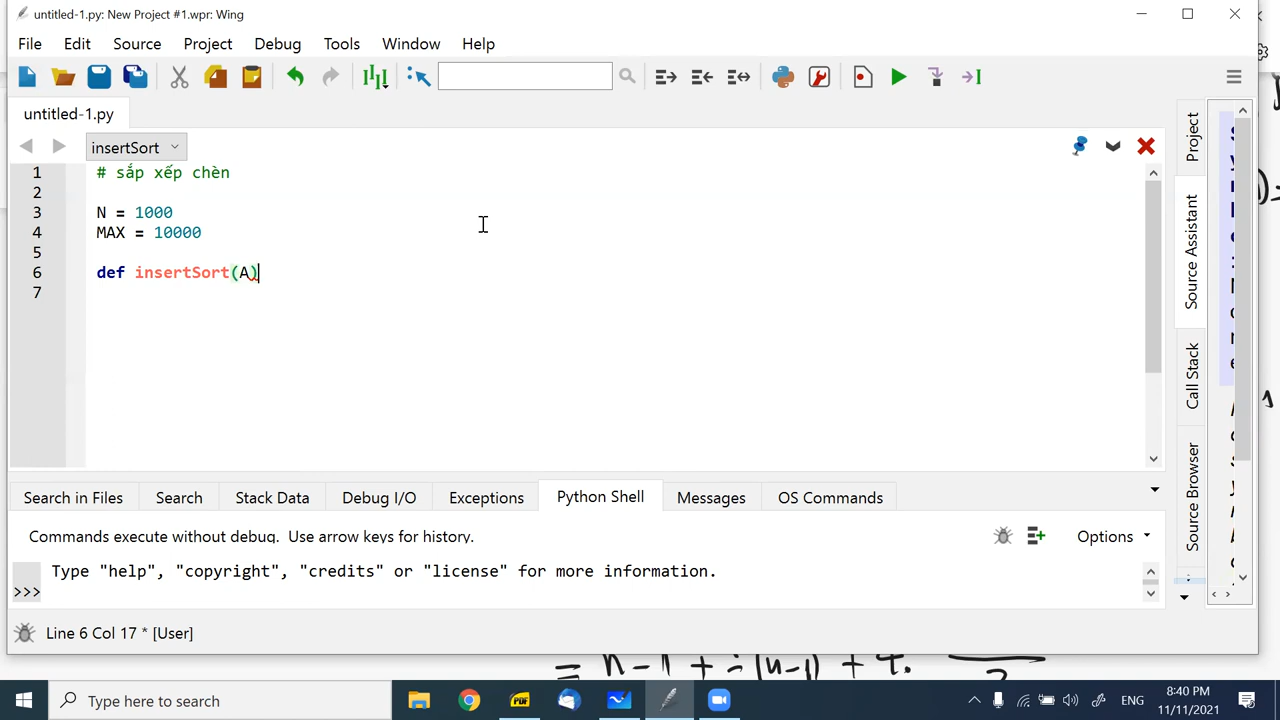 untitled-1.py: New Project #1.wpr: Wing
File Edit Source Project Debug Tools Window Help
untitled-1.py
insertSort
1 # sắp xếp chèn
2
3 N = 1000
4 MAX = 10000
5
6 def insertSort(A)
7
Project
Source Assistant
Call Stack
Source Browser
Search in Files Search Stack Data Debug I/O Exceptions Python Shell Messages OS Commands
Commands execute without debug. Use arrow keys for history.
Options
Type "help", "copyright", "credits" or "license" for more information.
>>>
Line 6 Col 17 * [User]
Type here to search
PDF
ENG
8:40 PM
11/11/2021